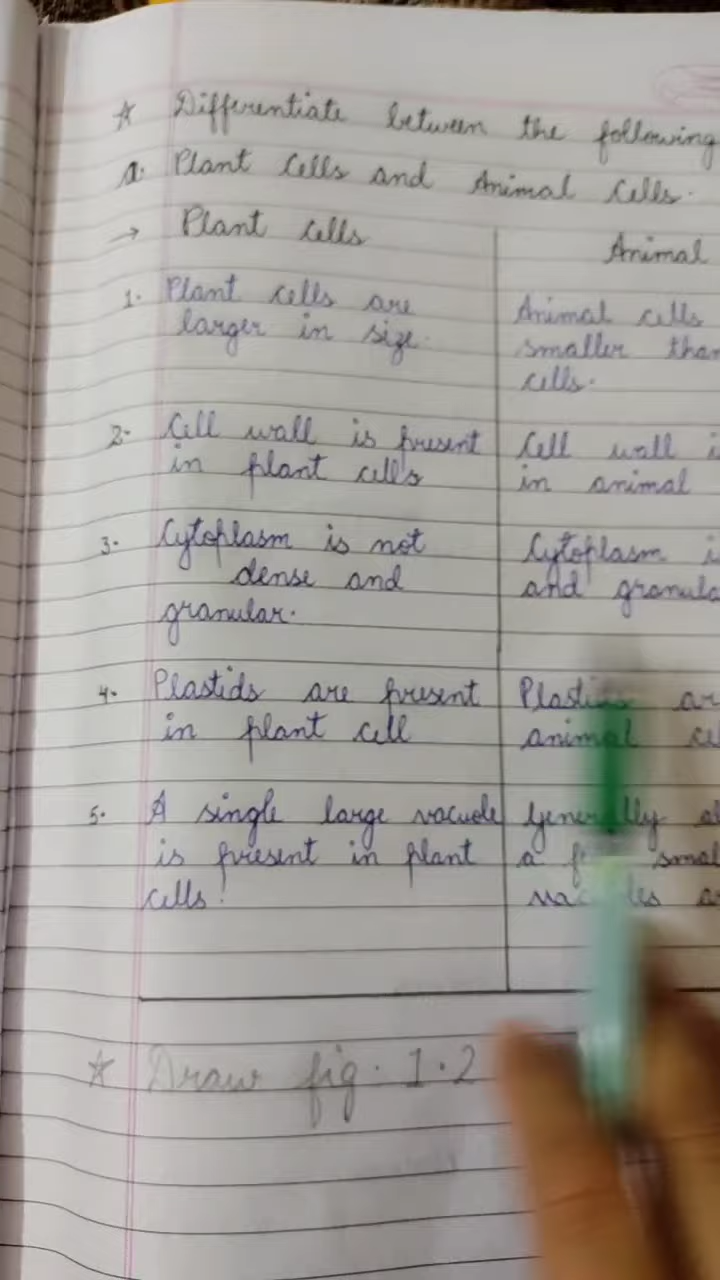 * Differentiate between the following
a. Plant Cells and Animal Cells.
→ Plant Cells
Animal
1. Plant cells are
larger in size.
Animal cells
smaller than
cells.
2. Cell wall is present
in plant cells
Cell wall
in animal
3. Cytoplasm is not
dense and
granular.
Cytoplasm
and
4. Plastids are present
in plant cell
Plastids
animal
5. A single large vacuole
is present in plant
cells!
Generally
a
* Draw fig. 1.2